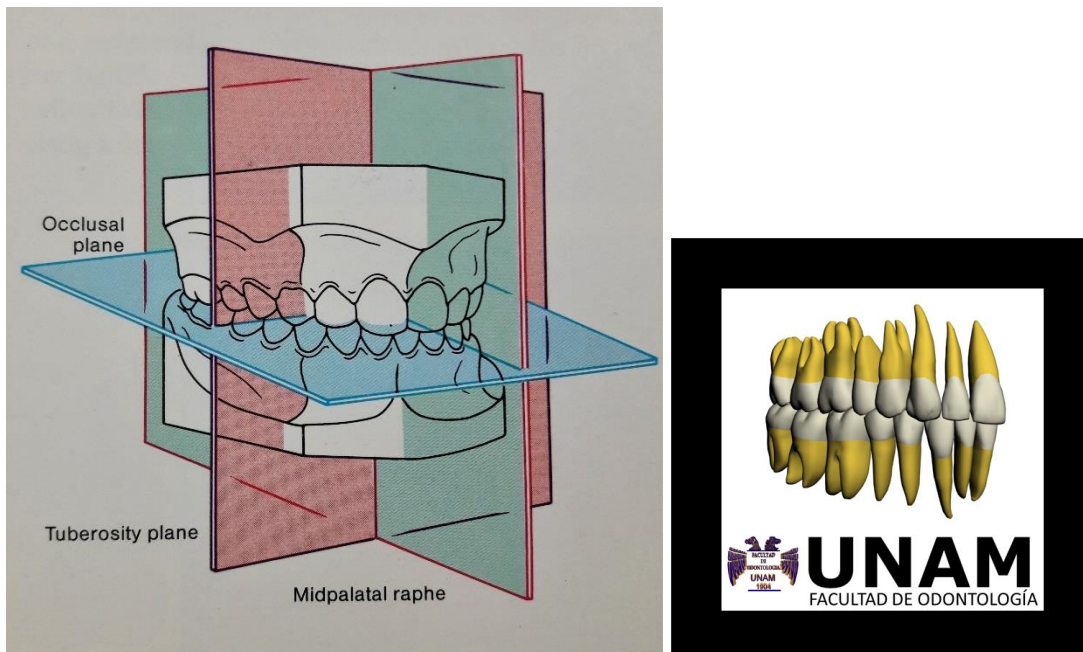 Occlusal
plane
Tuberosity plane
Midpalatal raphe
FACULTAD
DE
ODONTOLOGÍA
UNAM
1904
UNAM
FACULTAD DE ODONTOLOGÍA